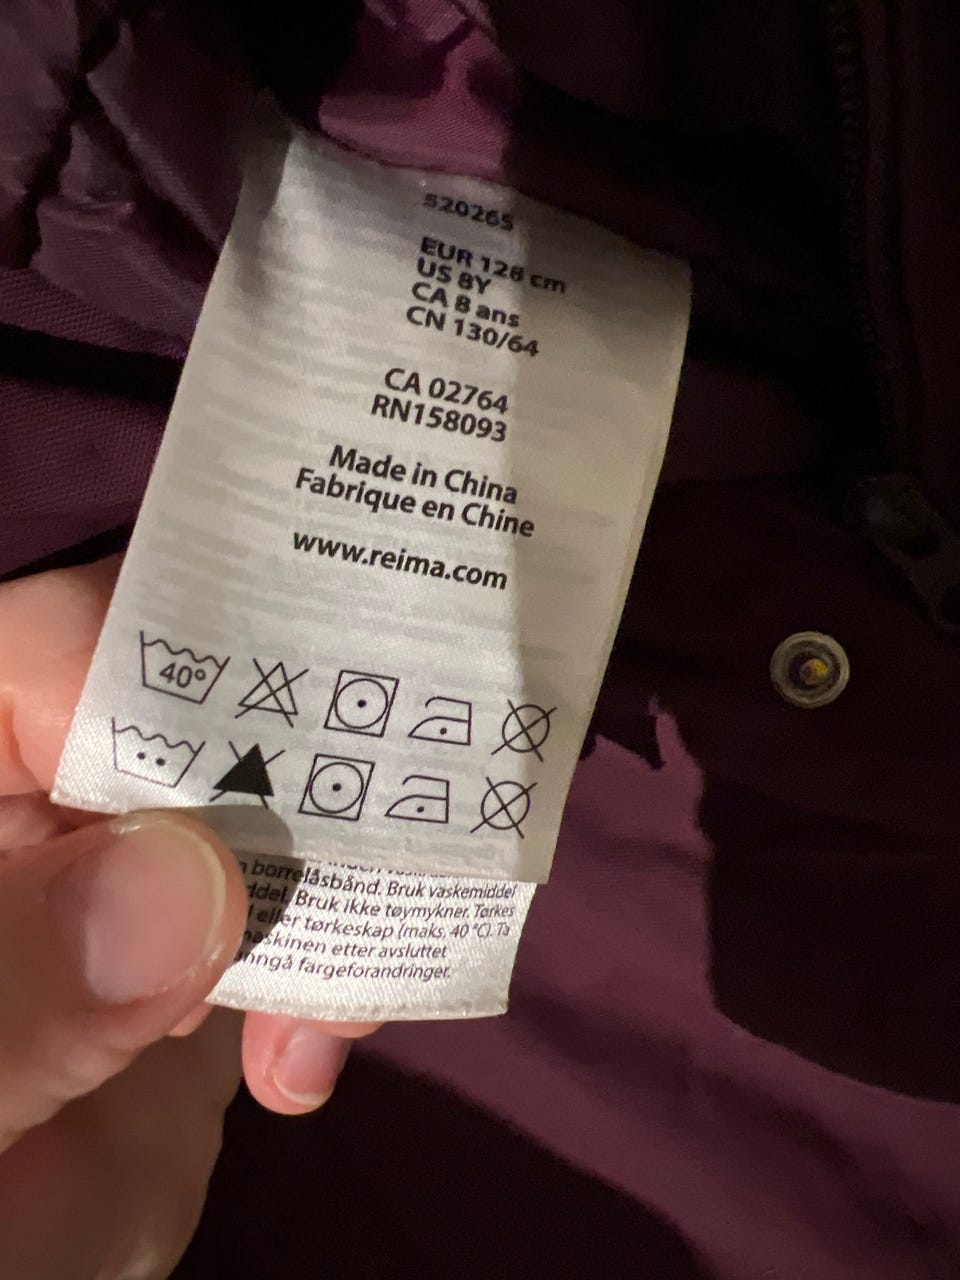 520265
EUR 128 cm
US 8Y
CA 8 ans
CN 130/64
CA 02764
RN158093
Made in China
Fabrique en Chine
www.reima.com
40°
borrelåsbånd. Bruk vaskemiddel
Bruk ikke tøymykner. Tørkes
eller tørkeskap (maks. 40 °C). Ta
maskinen etter avsluttet
unngå fargeforandringer.